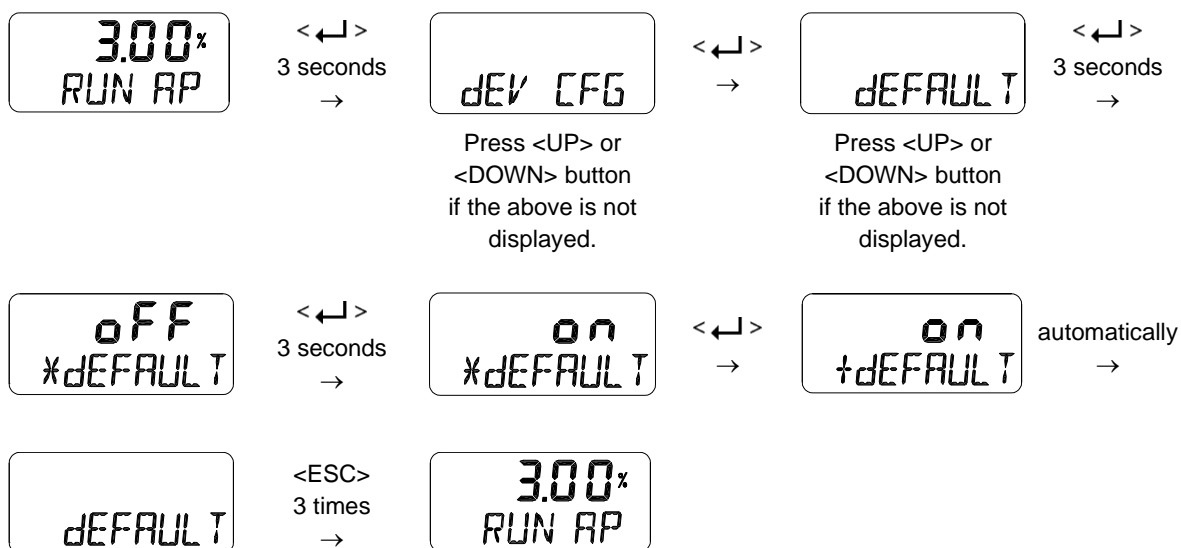 3.00%
RUN AP
<↵>
3 seconds
→
dEV CFG
Press <UP> or
<DOWN> button
if the above is not
displayed.
<↵>
→
dEFAULT
Press <UP> or
<DOWN> button
if the above is not
displayed.
<↵>
3 seconds
→
oFF
*dEFAULT
<↵>
3 seconds
→
on
*dEFAULT
<↵>
→
on
+dEFAULT
automatically
→
dEFAULT
<ESC>
3 times
→
3.00%
RUN AP